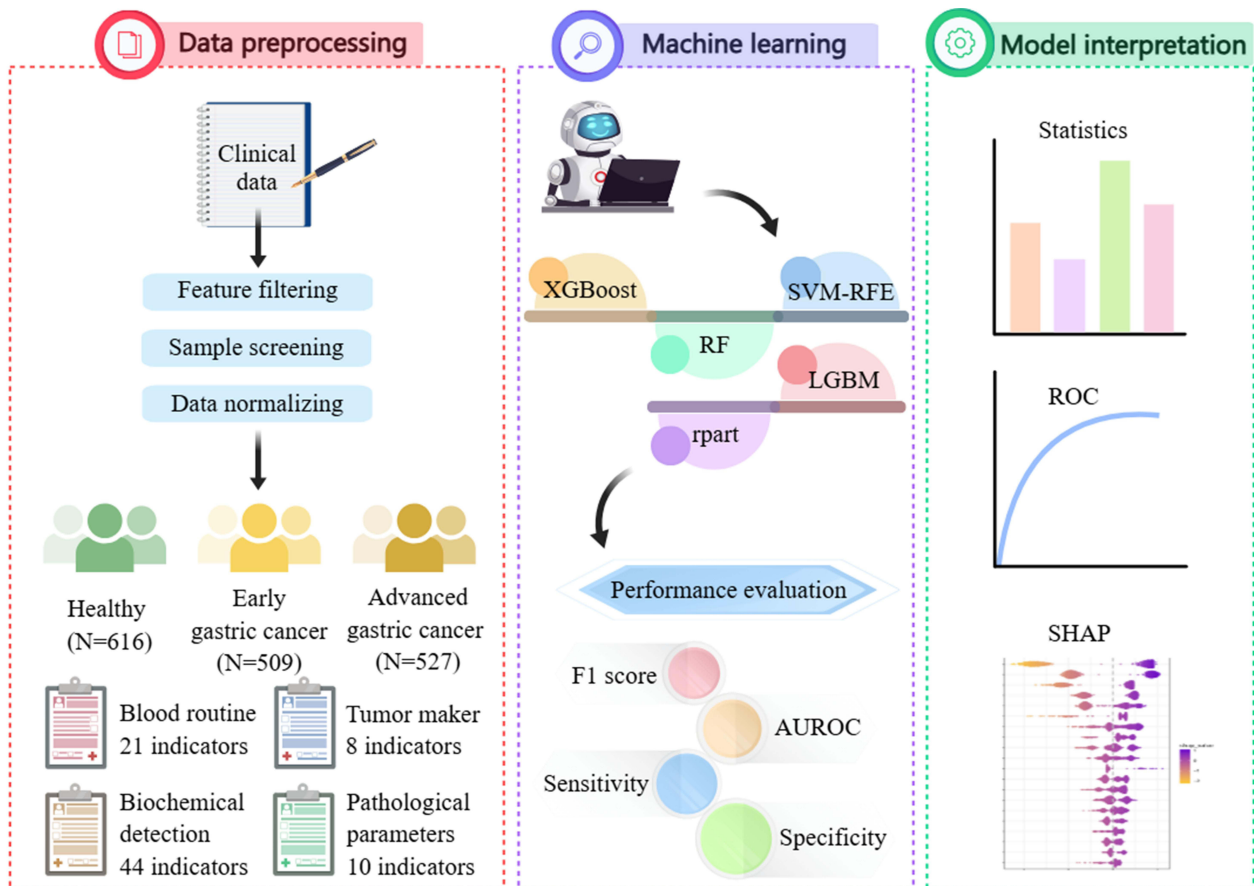 Data preprocessing
Clinical
data
Feature filtering
Sample screening
Data normalizing
Healthy
(N=616)
Early
gastric cancer
(N=509)
Advanced
gastric cancer
(N=527)
Blood routine
21 indicators
Tumor maker
8 indicators
Biochemical
detection
44 indicators
Pathological
parameters
10 indicators
Machine learning
XGBoost
SVM-RFE
RF
LGBM
rpart
Performance evaluation
F1 score
AUROC
Sensitivity
Specificity
Model interpretation
Statistics
ROC
SHAP